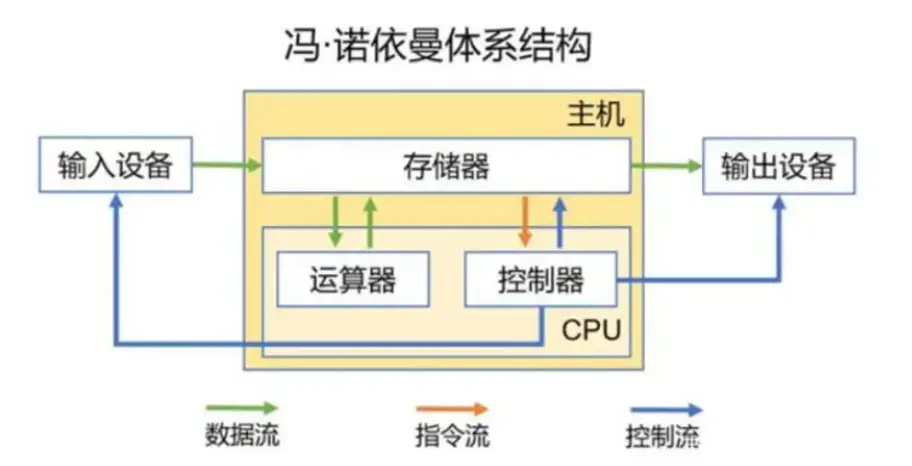 冯·诺依曼体系结构
主机
输入设备
存储器
输出设备
运算器
控制器
CPU
数据流
指令流
控制流